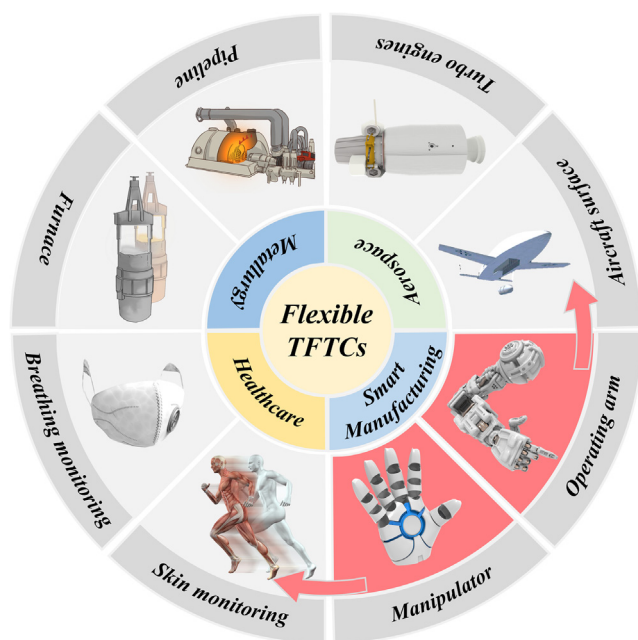 Pipeline
Turbo engines
Furnace
Aircraft surface
Metallurgy
Aerospace
Flexible
TFTCs
Healthcare
Smart
Manufacturing
Breathing monitoring
Operating arm
Skin monitoring
Manipulator